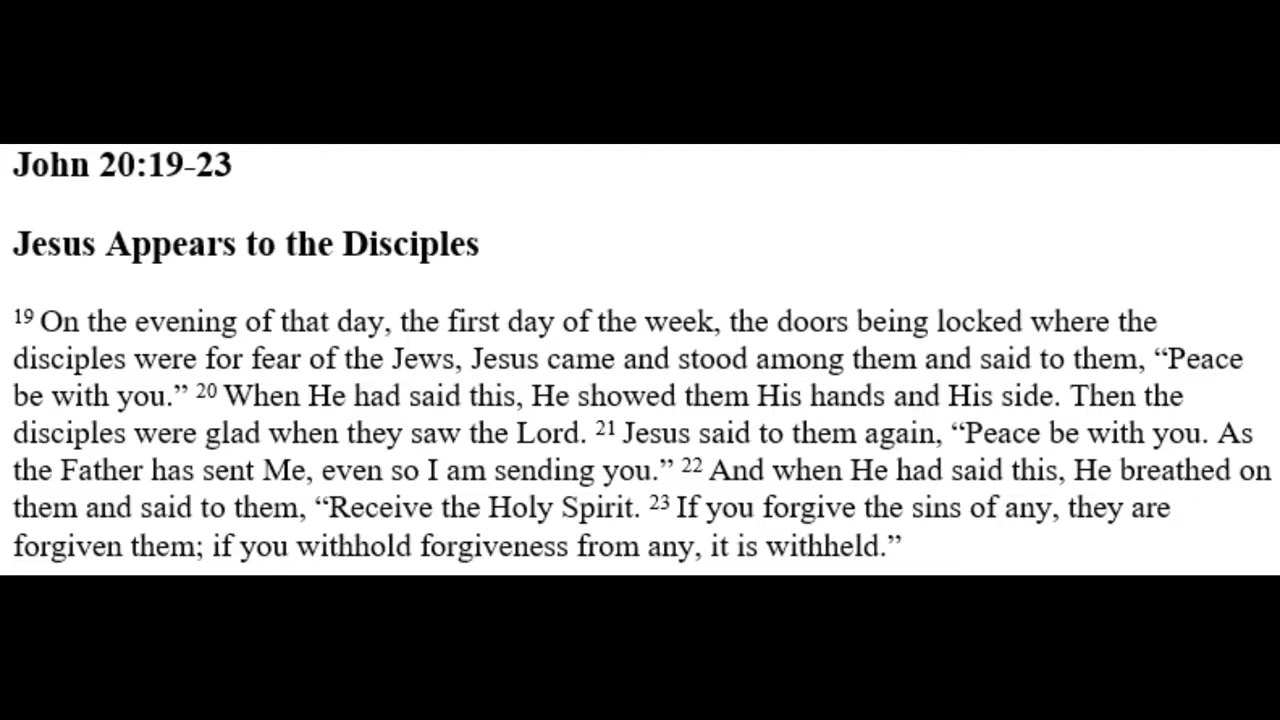 John 20:19-23
Jesus Appears to the Disciples
19 On the evening of that day, the first day of the week, the doors being locked where the
disciples were for fear of the Jews, Jesus came and stood among them and said to them, “Peace
be with you.” 20 When He had said this, He showed them His hands and His side. Then the
disciples were glad when they saw the Lord. 21 Jesus said to them again, “Peace be with you. As
the Father has sent Me, even so I am sending you.” 22 And when He had said this, He breathed on
them and said to them, “Receive the Holy Spirit. 23 If you forgive the sins of any, they are
forgiven them; if you withhold forgiveness from any, it is withheld.”